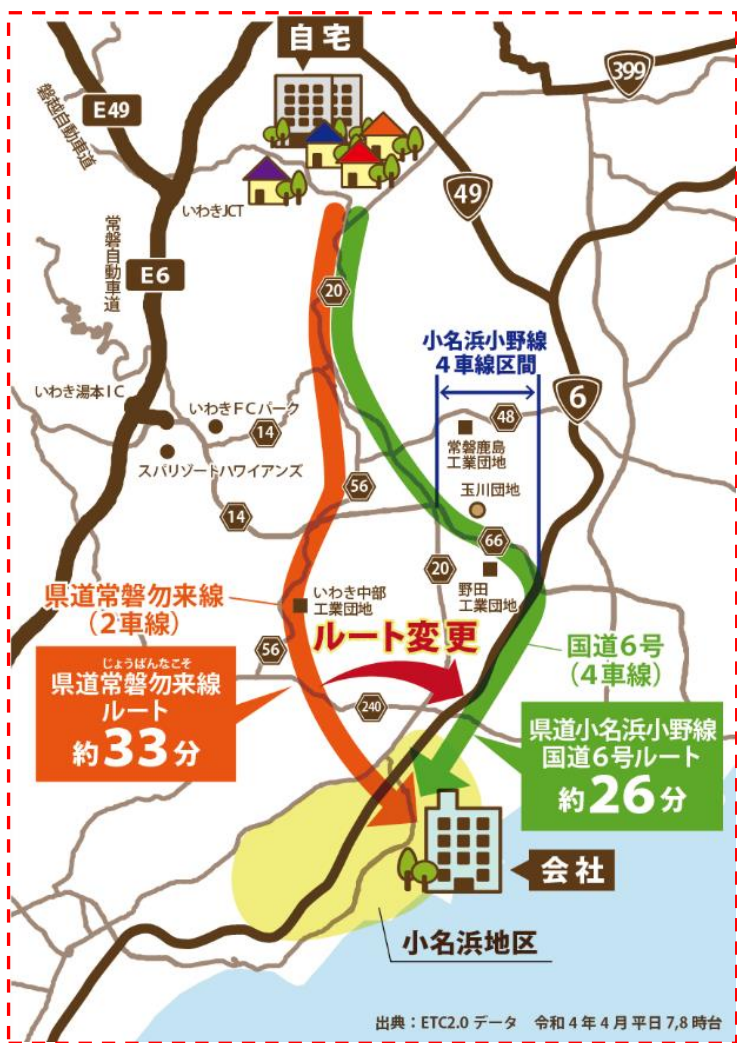 自宅
399
E49
磐越自動車道
49
いわきJCT
常磐自動車道
E6
20
小名浜小野線
4車線区間
6
いわき湯本IC
いわきFCパーク
14
48
常磐鹿島
工業団地
スパリゾートハワイアンズ
56
玉川団地
14
66
20
野田
工業団地
県道常磐勿来線
(2車線)
いわき中部
工業団地
ルート変更
56
国道6号
(4車線)
じょうばんなこそ
県道常磐勿来線
ルート
約33分
240
県道小名浜小野線
国道6号ルート
約26分
会社
小名浜地区
出典:ETC2.0データ 令和4年4月平日7,8時台